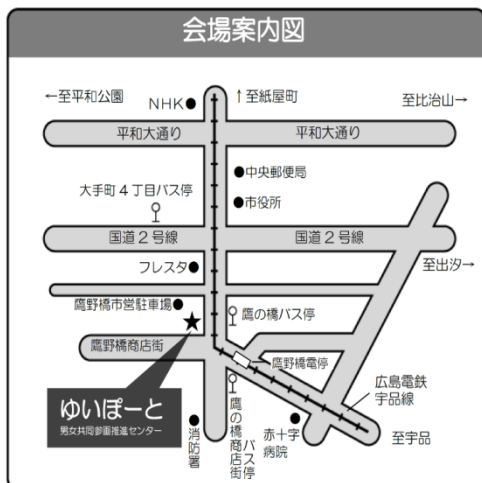 会場案内図
←至平和公園
NHK
↑至紙屋町
至比治山→
平和大通り
平和大通り
中央郵便局
市役所
大手町4丁目バス停
国道2号線
国道2号線
至出汐→
フレスタ
鷹野橋市営駐車場
鷹の橋バス停
鷹野橋商店街
鷹野橋電停
広島電鉄
宇品線
ゆいぽーと
男女共同参画推進センター
消防署
鷹の橋商店街
バス停
赤十字
病院
至宇品